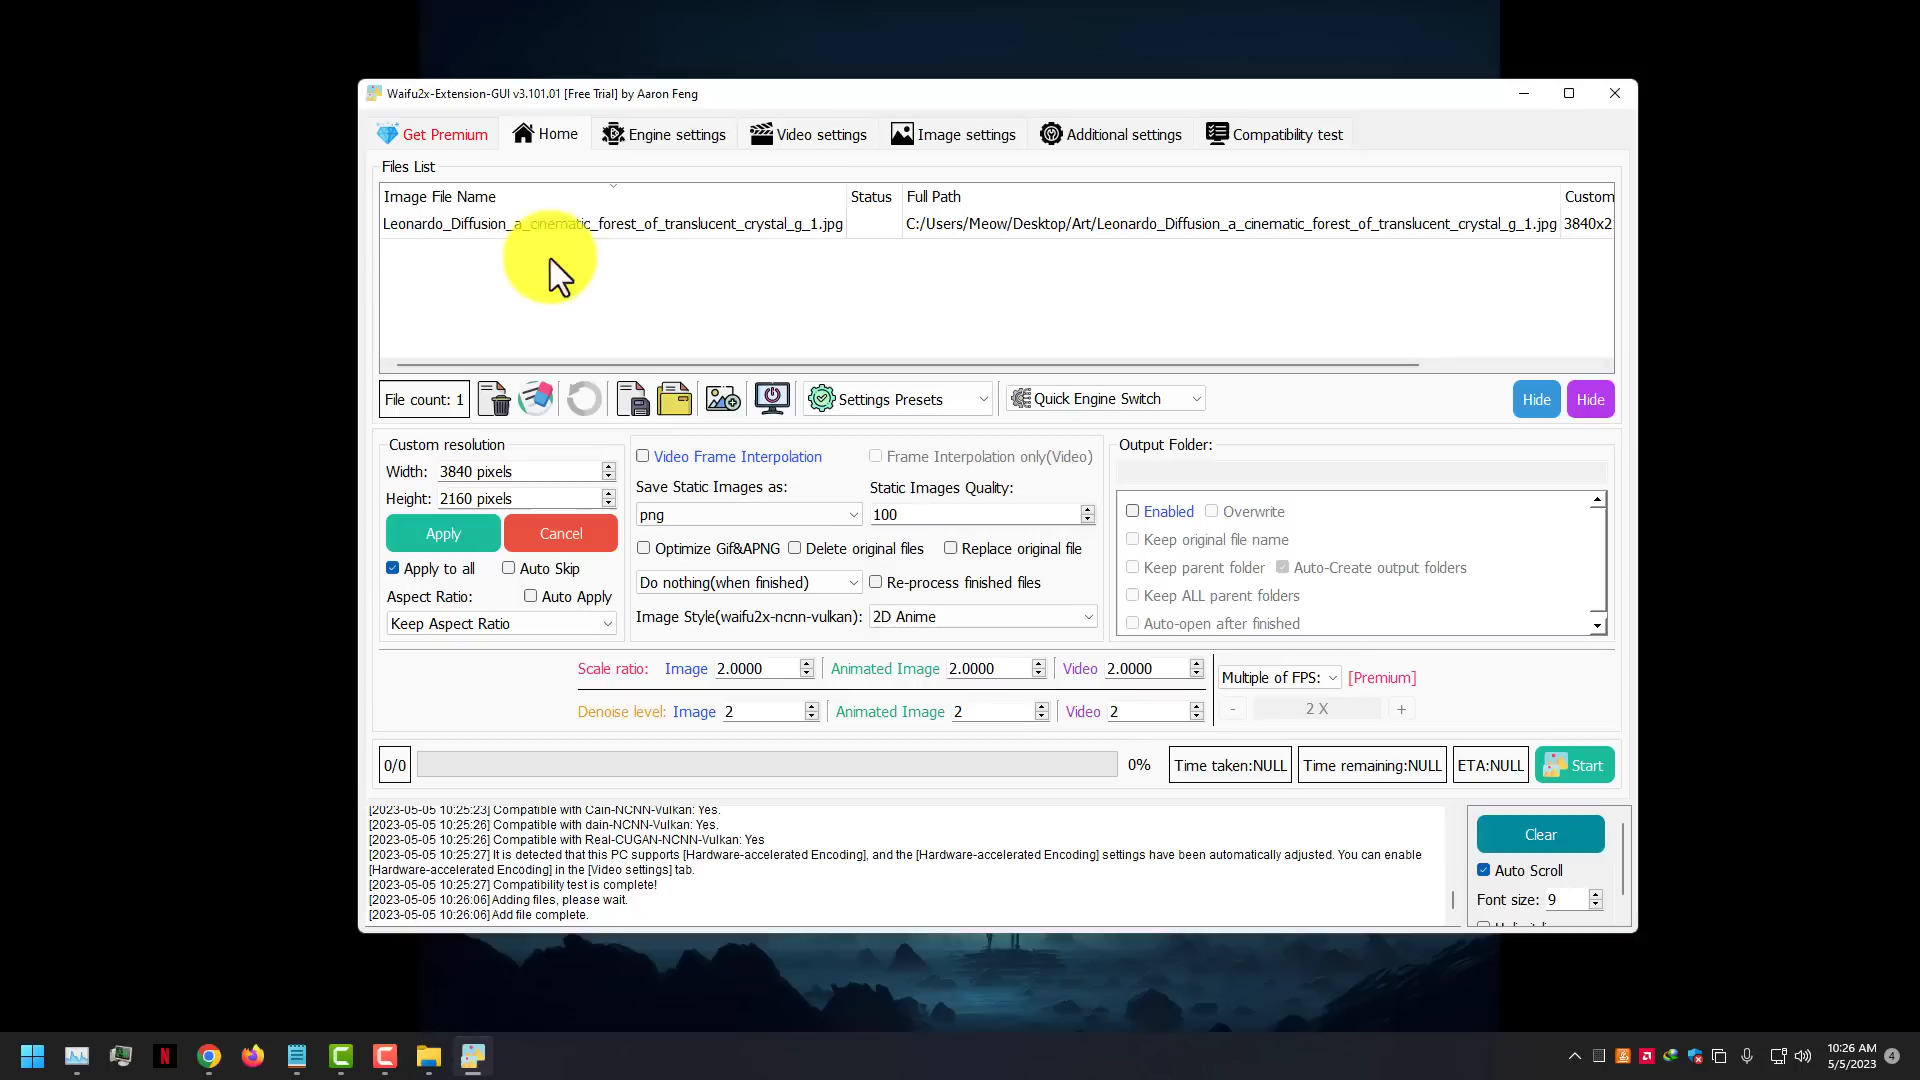 Waifu2x-Extension-GUI v3.101.01 [Free Trial] by Aaron Feng
Get Premium
Home
Engine settings
Video settings
Image settings
Additional settings
Compatibility test
Files List
Image File Name
Status
Full Path
Custom
Leonardo_Diffusion_a_cinematic_forest_of_translucent_crystal_g_1.jpg
C:/Users/Meow/Desktop/Art/Leonardo_Diffusion_a_cinematic_forest_of_translucent_crystal_g_1.jpg
3840x2
File count: 1
Settings Presets
Quick Engine Switch
Hide
Hide
Custom resolution
Width: 3840 pixels
Height: 2160 pixels
Apply
Cancel
Apply to all
Auto Skip
Aspect Ratio:
Auto Apply
Keep Aspect Ratio
Video Frame Interpolation
Frame Interpolation only(Video)
Save Static Images as:
Static Images Quality:
png
100
Optimize Gif&APNG
Delete original files
Replace original file
Do nothing(when finished)
Re-process finished files
Image Style(waifu2x-ncnn-vulkan):
2D Anime
Output Folder:
Enabled
Overwrite
Keep original file name
Keep parent folder
Auto-Create output folders
Keep ALL parent folders
Auto-open after finished
Scale ratio: Image 2.0000 Animated Image 2.0000 Video 2.0000
Denoise level: Image 2 Animated Image 2 Video 2
Multiple of FPS: [Premium]
- 2 X +
0/0
0%
Time taken:NULL
Time remaining:NULL
ETA:NULL
Start
[2023-05-05 10:25:23] Compatible with Cain-NCNN-Vulkan: Yes.
[2023-05-05 10:25:26] Compatible with dain-NCNN-Vulkan: Yes.
[2023-05-05 10:25:26] Compatible with Real-CUGAN-NCNN-Vulkan: Yes
[2023-05-05 10:25:27] It is detected that this PC supports [Hardware-accelerated Encoding], and the [Hardware-accelerated Encoding] settings have been automatically adjusted. You can enable
[Hardware-accelerated Encoding] in the [Video settings] tab.
[2023-05-05 10:25:27] Compatibility test is complete!
[2023-05-05 10:26:06] Adding files, please wait.
[2023-05-05 10:26:06] Add file complete.
Clear
Auto Scroll
Font size: 9
10:26 AM
5/5/2023
4